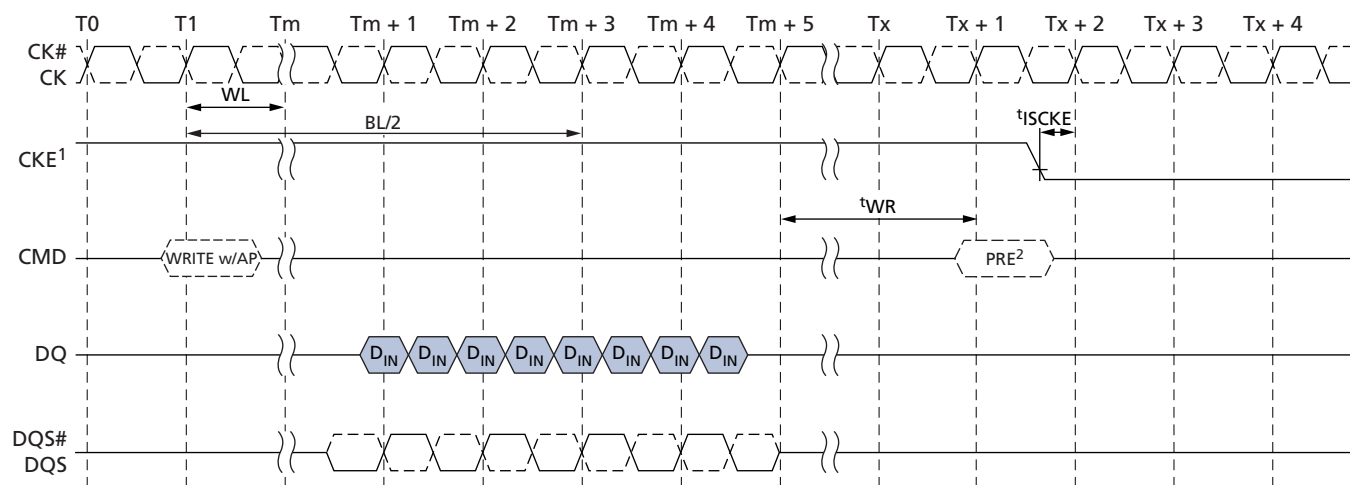 T0 T1 Tm Tm + 1 Tm + 2 Tm + 3 Tm + 4 Tm + 5 Tx Tx + 1 Tx + 2 Tx + 3 Tx + 4
CK#
CK
WL
BL/2
tISCKE
CKE1
tWR
CMD WRITE w/AP PRE2
DQ DIN DIN DIN DIN DIN DIN DIN DIN
DQS#
DQS